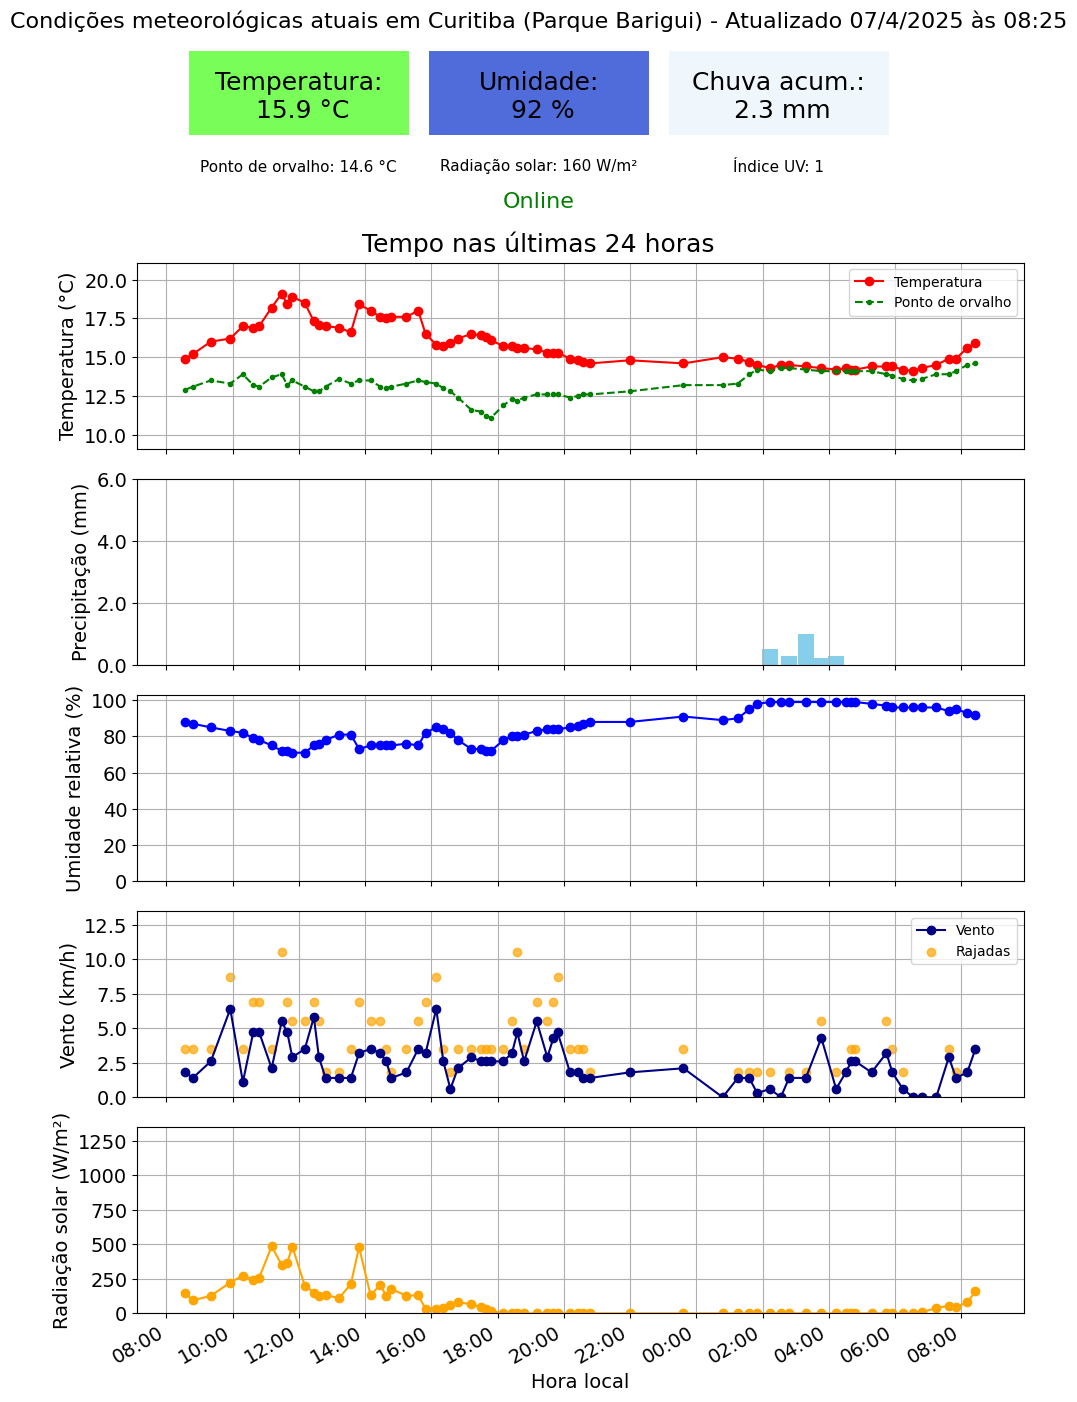 Condições meteorológicas atuais em Curitiba (Parque Barigui) - Atualizado 07/4/2025 às 08:25
Temperatura:
15.9 °C
Umidade:
92 %
Chuva acum.:
2.3 mm
Ponto de orvalho: 14.6 °C
Radiação solar: 160 W/m²
Índice UV: 1
Online
Tempo nas últimas 24 horas
Temperatura (°C)
20.0
17.5
15.0
12.5
10.0
Temperatura
Ponto de orvalho
Precipitação (mm)
6.0
4.0
2.0
0.0
Umidade relativa (%)
100
80
60
40
20
0
Vento (km/h)
12.5
10.0
7.5
5.0
2.5
0.0
Vento
Rajadas
Radiação solar (W/m²)
1250
1000
750
500
250
0
08:00
10:00
12:00
14:00
16:00
18:00
20:00
22:00
00:00
02:00
04:00
06:00
08:00
Hora local